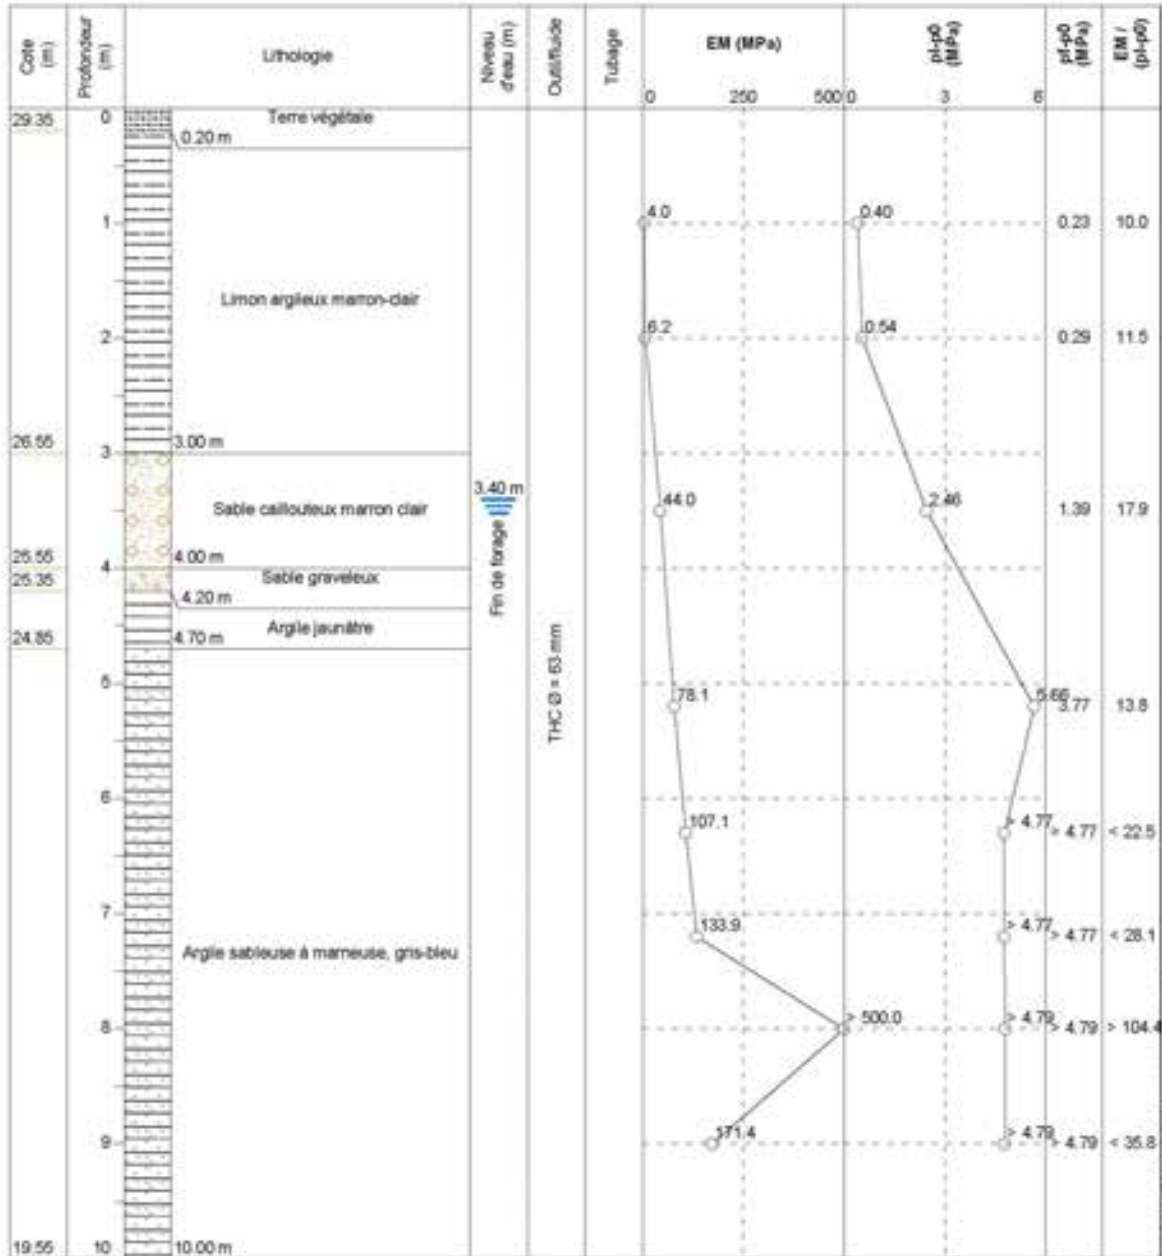 Cote (m)
Profondeur (m)
Lithologie
Niveau d'eau (m)
Outil/fluide
Tubage
EM (MPa)
pl-p0 (MPa)
pf-p0 (MPa)
EM / (pl-p0)
0 250 500 0 3 6
0
29.35
Terre végétale
0.20 m
1
4.0
0.40
0.23
10.0
Limon argileux marron-clair
2
6.2
0.54
0.29
11.5
26.55
3
3.00 m
3.40 m
Fin de forage
Sable caillouteux marron clair
44.0
2.46
1.39
17.9
25.55
4
4.00 m
25.35
Sable graveleux
4.20 m
Argile jaunâtre
24.85
4.70 m
THC Ø = 63 mm
5
78.1
5.66
3.77
13.8
6
107.1
> 4.77
> 4.77
< 22.5
7
133.9
> 4.77
> 4.77
< 28.1
Argile sableuse à marneuse, gris-bleu
8
> 500.0
> 4.79
> 4.79
> 104.4
9
171.4
> 4.79
> 4.79
< 35.8
19.55
10
10.00 m